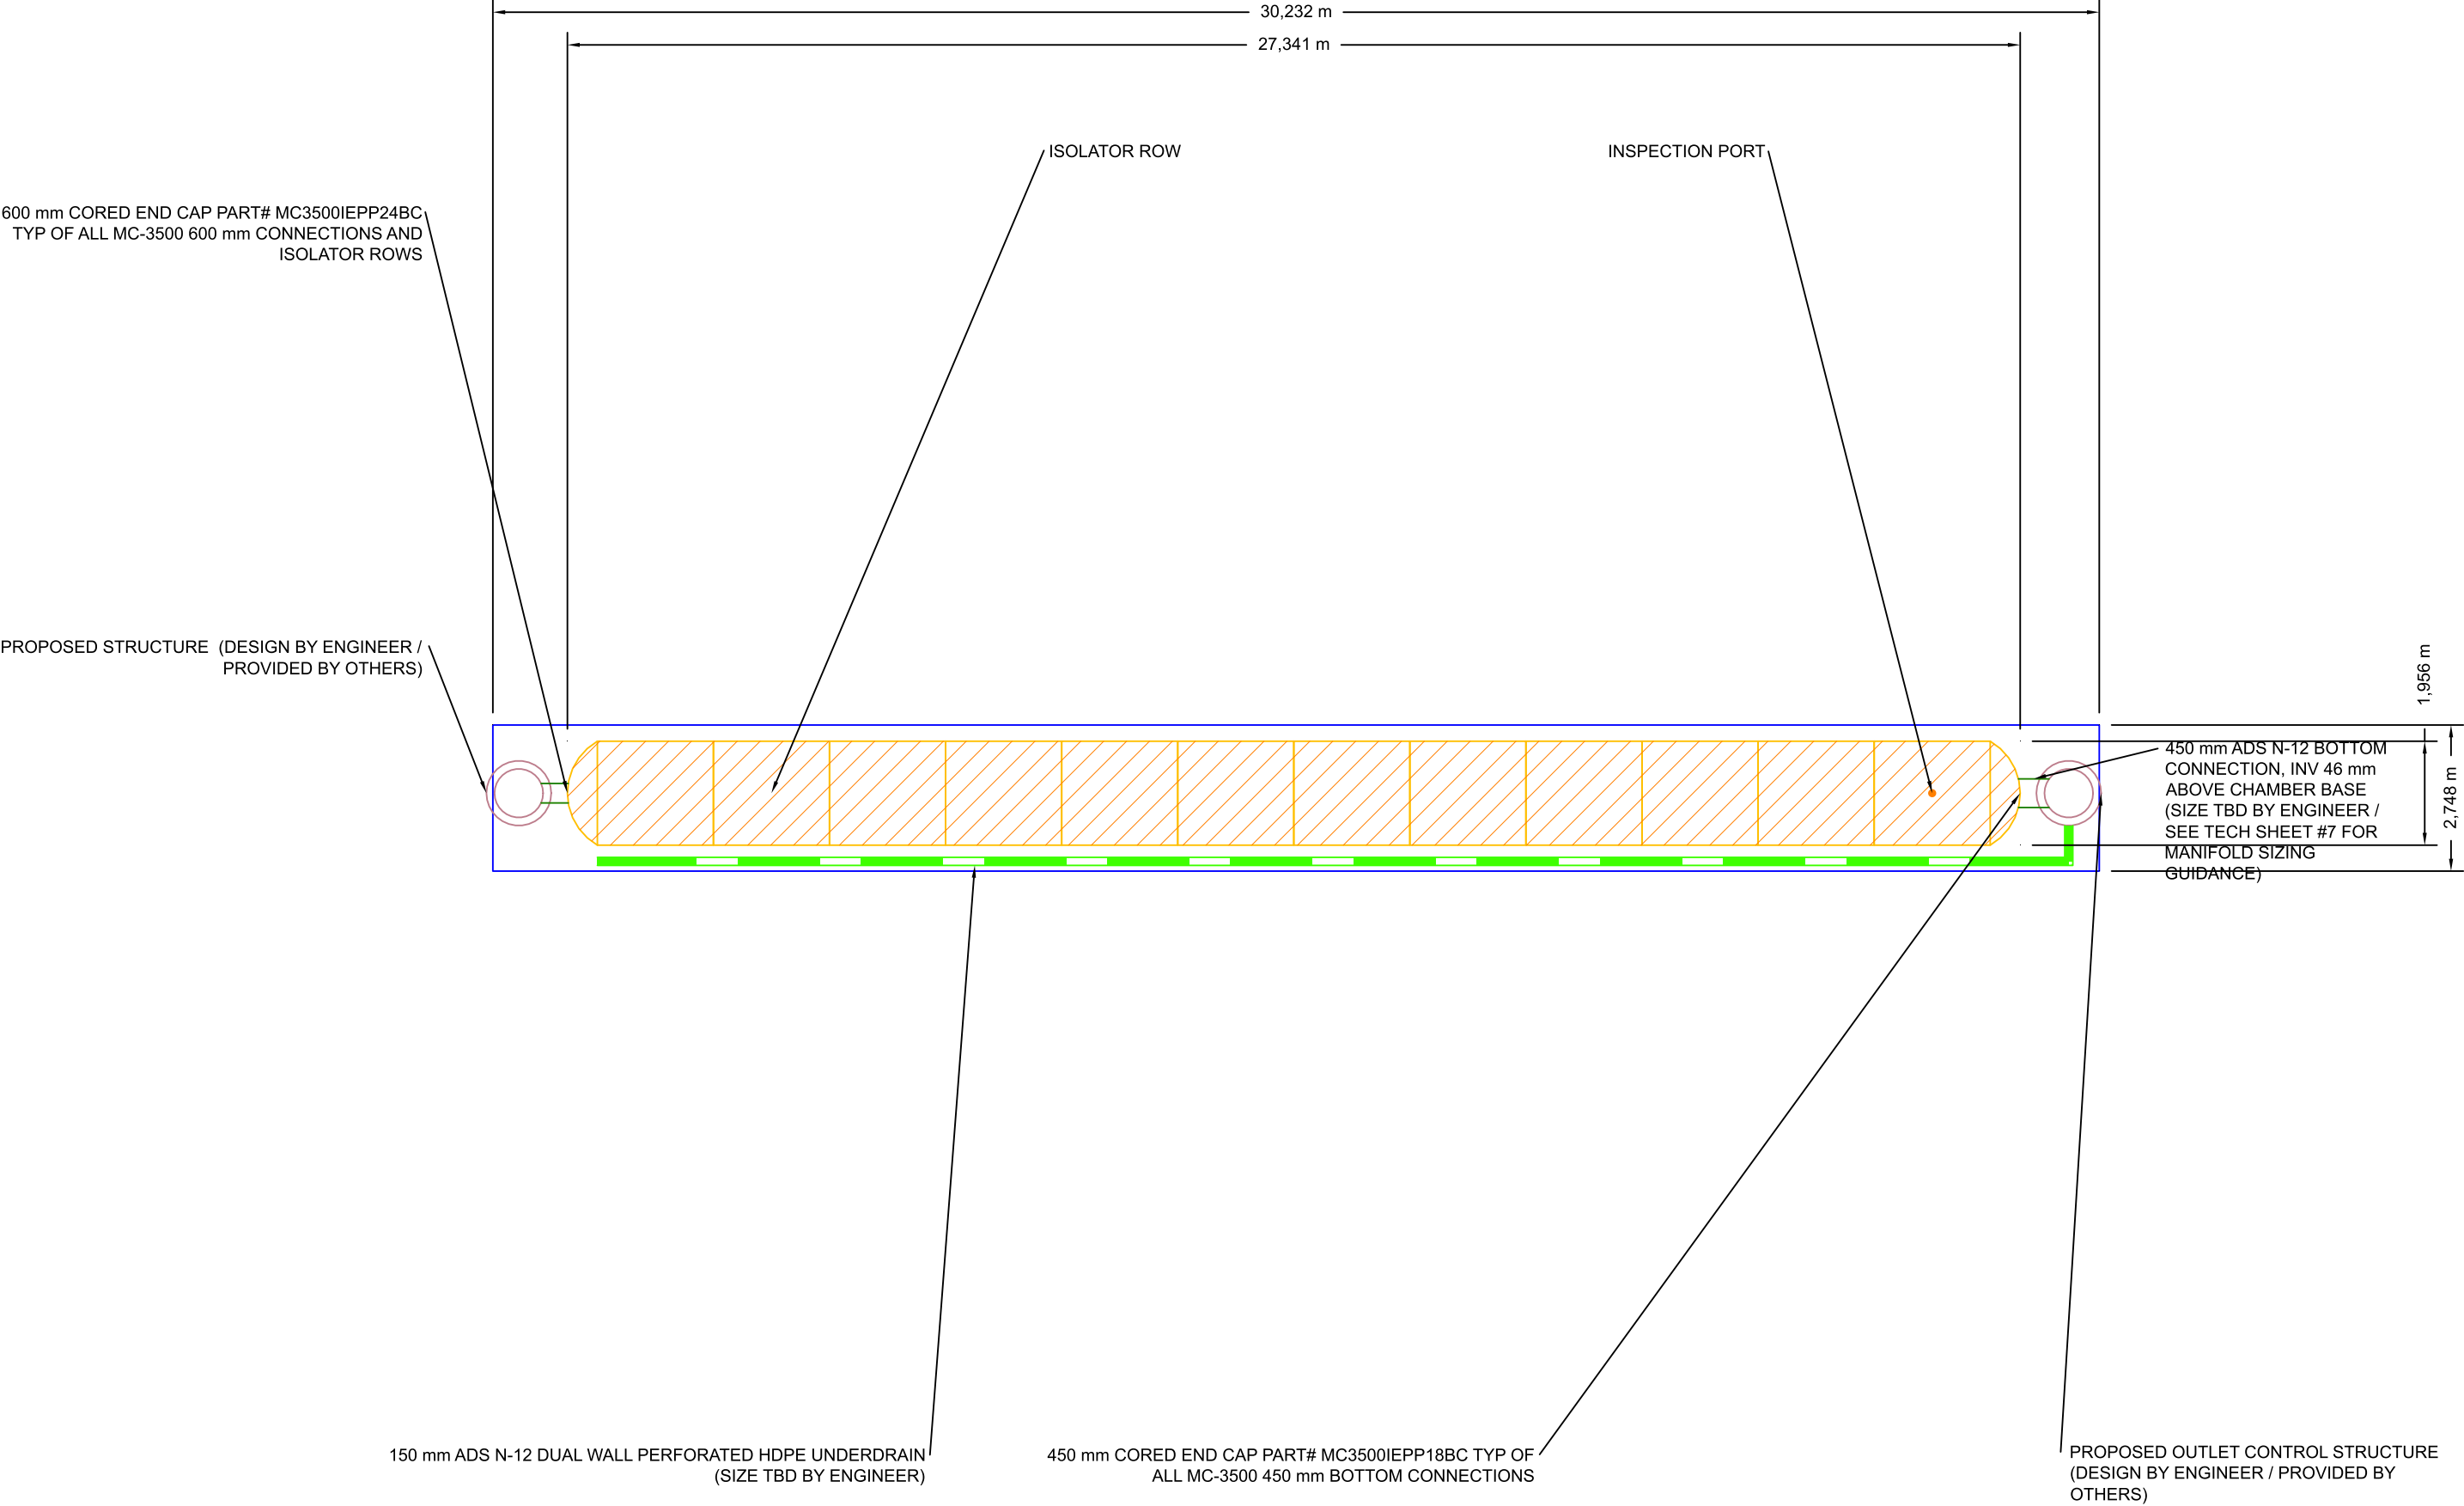 30,232 m
27,341 m
ISOLATOR ROW
INSPECTION PORT
600 mm CORED END CAP PART# MC3500IEPP24BC
TYP OF ALL MC-3500 600 mm CONNECTIONS AND
ISOLATOR ROWS
PROPOSED STRUCTURE (DESIGN BY ENGINEER /
PROVIDED BY OTHERS)
1,956 m
2,748 m
450 mm ADS N-12 BOTTOM
CONNECTION, INV 46 mm
ABOVE CHAMBER BASE
(SIZE TBD BY ENGINEER /
SEE TECH SHEET #7 FOR
MANIFOLD SIZING
GUIDANCE)
150 mm ADS N-12 DUAL WALL PERFORATED HDPE UNDERDRAIN
(SIZE TBD BY ENGINEER)
450 mm CORED END CAP PART# MC3500IEPP18BC TYP OF
ALL MC-3500 450 mm BOTTOM CONNECTIONS
PROPOSED OUTLET CONTROL STRUCTURE
(DESIGN BY ENGINEER / PROVIDED BY
OTHERS)